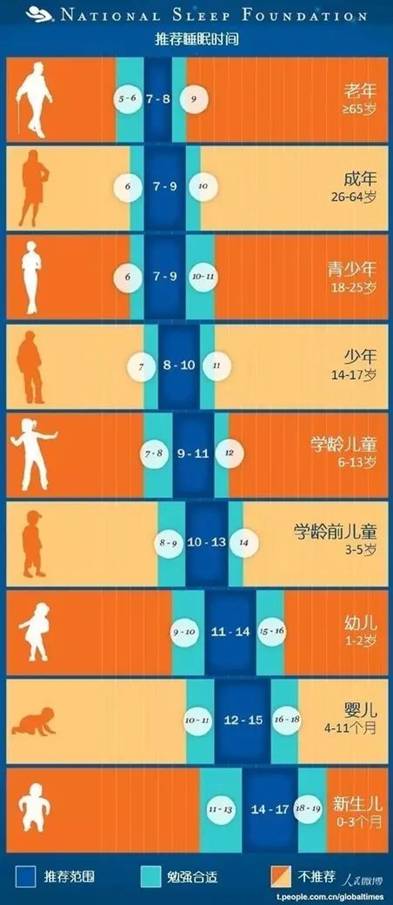 NATIONAL SLEEP FOUNDATION
推荐睡眠时间
5-6 7-8 9 老年
≥65岁
6 7-9 10 成年
26-64岁
6 7-9 10-11 青少年
18-25岁
7 8-10 11 少年
14-17岁
7-8 9-11 12 学龄儿童
6-13岁
8-9 10-13 14 学龄前儿童
3-5岁
9-10 11-14 15-16 幼儿
1-2岁
10-11 12-15 16-18 婴儿
4-11个月
11-13 14-17 18-19 新生儿
0-3个月
推荐范围 勉强合适 不推荐 人民微博
t.people.com.cn/globaltimes